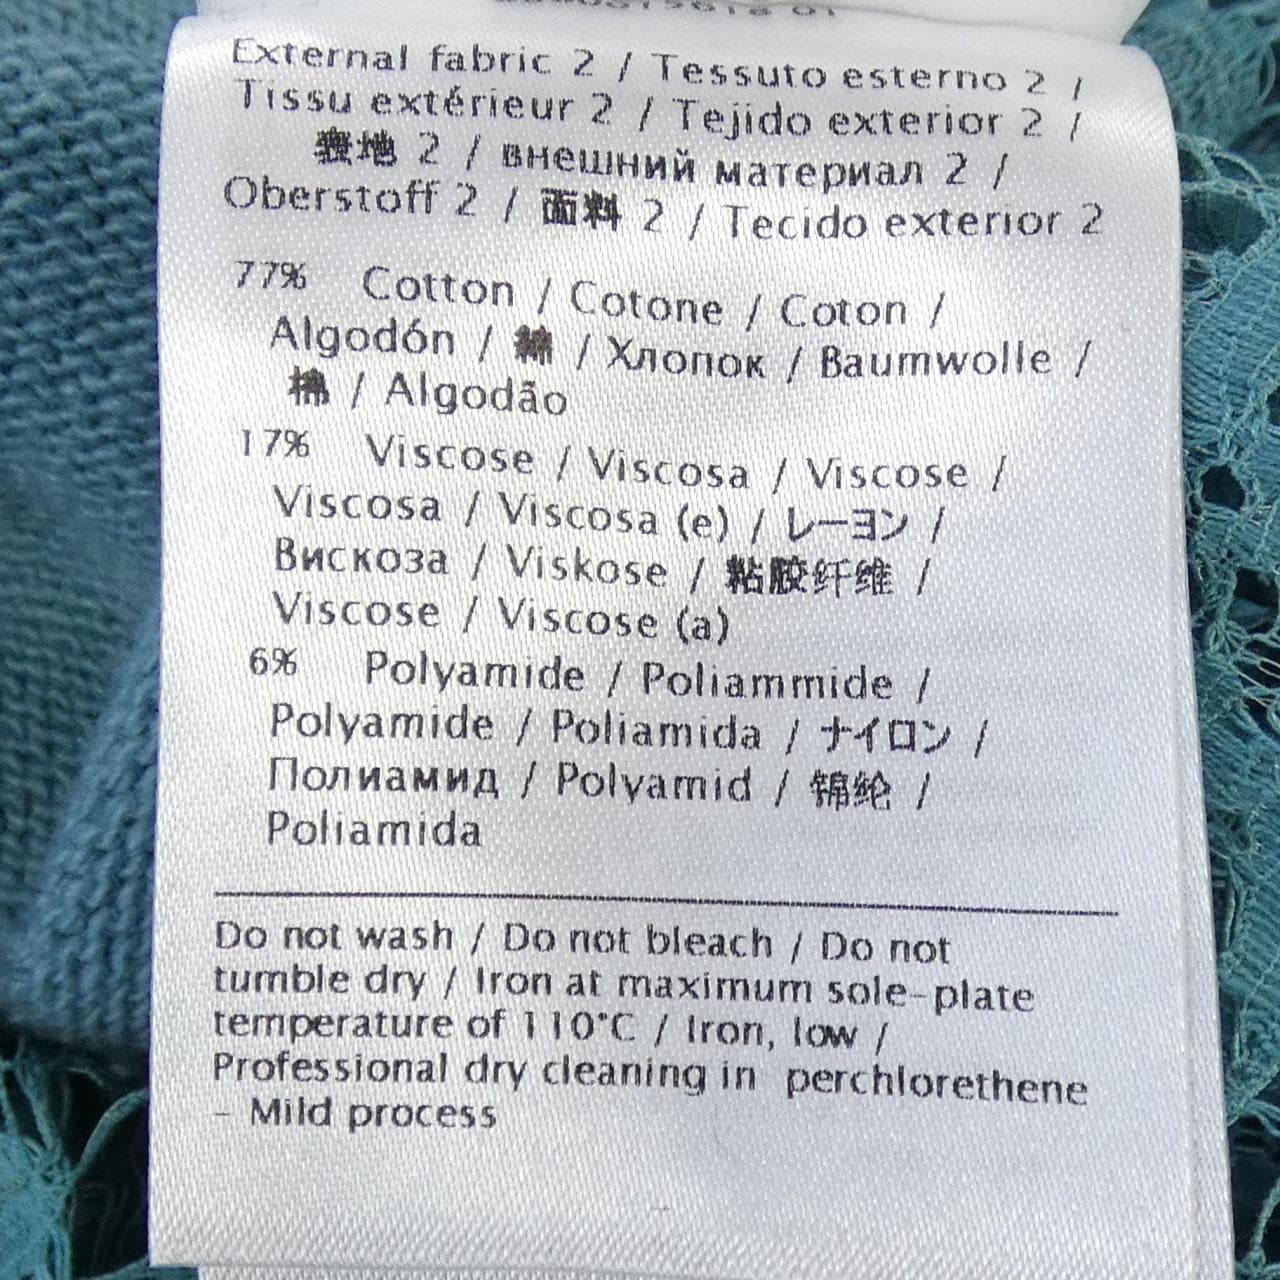 External fabric 2 / Tessuto esterno 2 /
Tissu extérieur 2 / Tejido exterior 2 /
表地 2 / внешний материал 2 /
Oberstoff 2 / 面料 2 / Tecido exterior 2
77% Cotton / Cotone / Coton /
Algodón / 綿 / Хлопок / Baumwolle /
棉 / Algodão
17% Viscose / Viscosa / Viscose /
Viscosa / Viscosa (e) / レーヨン /
Вискоза / Viskose / 粘胶纤维 /
Viscose / Viscose (a)
6% Polyamide / Poliammide /
Polyamide / Poliamida / ナイロン /
Полиамид / Polyamid / 锦纶 /
Poliamida
Do not wash / Do not bleach / Do not
tumble dry / Iron at maximum sole-plate
temperature of 110°C / Iron, low /
Professional dry cleaning in perchlorethene
- Mild process